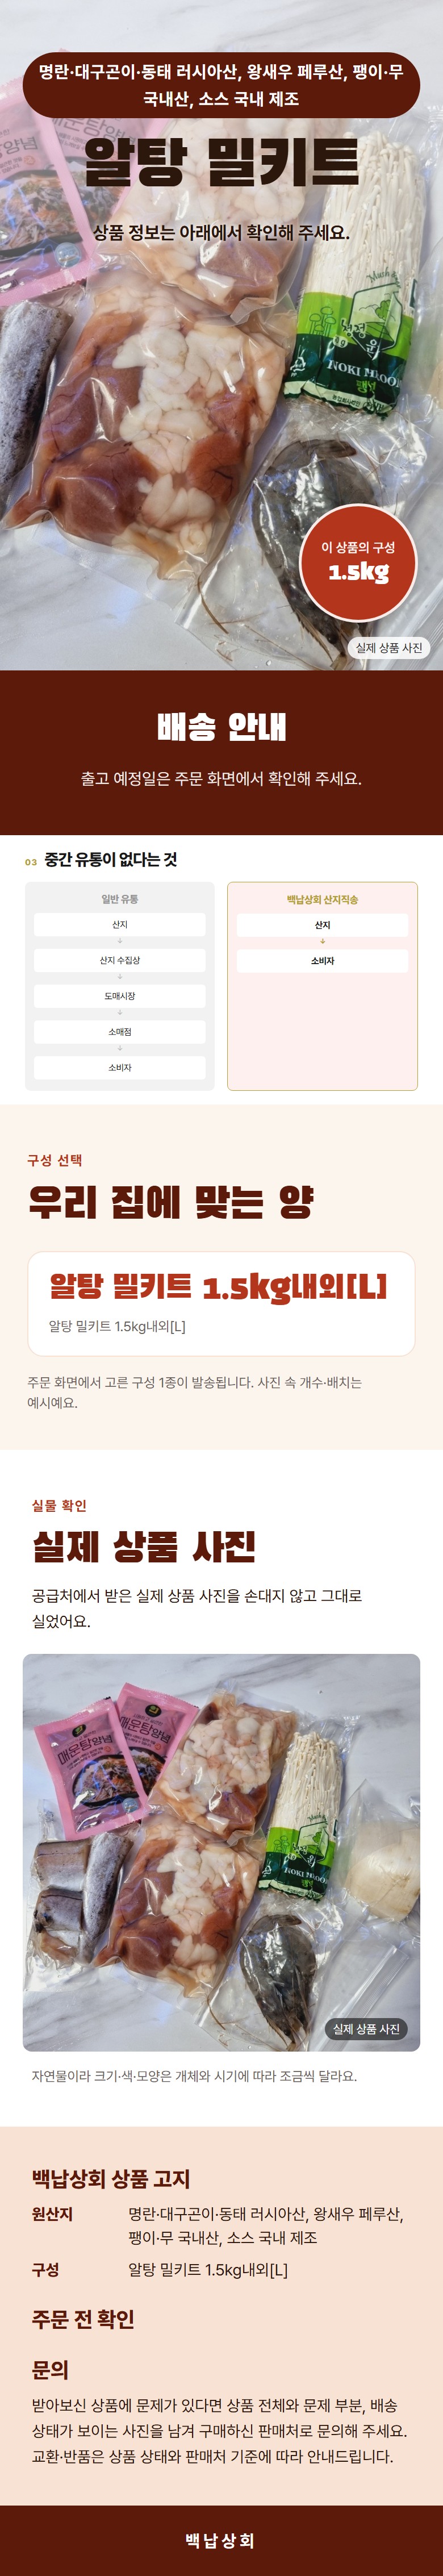 명란·대구곤이·동태 러시아산, 왕새우 페루산, 팽이·무
국내산, 소스 국내 제조
알탕 밀키트
상품 정보는 아래에서 확인해 주세요.
이 상품의 구성
1.5kg
실제 상품 사진
배송 안내
출고 예정일은 주문 화면에서 확인해 주세요.
03 중간 유통이 없다는 것
일반 유통
산지
↓
산지 수집상
↓
도매시장
↓
소매점
↓
소비자
백납상회 산지직송
산지
↓
소비자
구성 선택
우리 집에 맞는 양
알탕 밀키트 1.5kg내외[L]
알탕 밀키트 1.5kg내외[L]
주문 화면에서 고른 구성 1종이 발송됩니다. 사진 속 개수·배치는
예시예요.
실물 확인
실제 상품 사진
공급처에서 받은 실제 상품 사진을 손대지 않고 그대로
실었어요.
매운탕양념
매운탕양념
실제 상품 사진
자연물이라 크기·색·모양은 개체와 시기에 따라 조금씩 달라요.
백납상회 상품 고지
원산지 명란·대구곤이·동태 러시아산, 왕새우 페루산,
팽이·무 국내산, 소스 국내 제조
구성 알탕 밀키트 1.5kg내외[L]
주문 전 확인
문의
받아보신 상품에 문제가 있다면 상품 전체와 문제 부분, 배송
상태가 보이는 사진을 남겨 구매하신 판매처로 문의해 주세요.
교환·반품은 상품 상태와 판매처 기준에 따라 안내드립니다.
백납상회